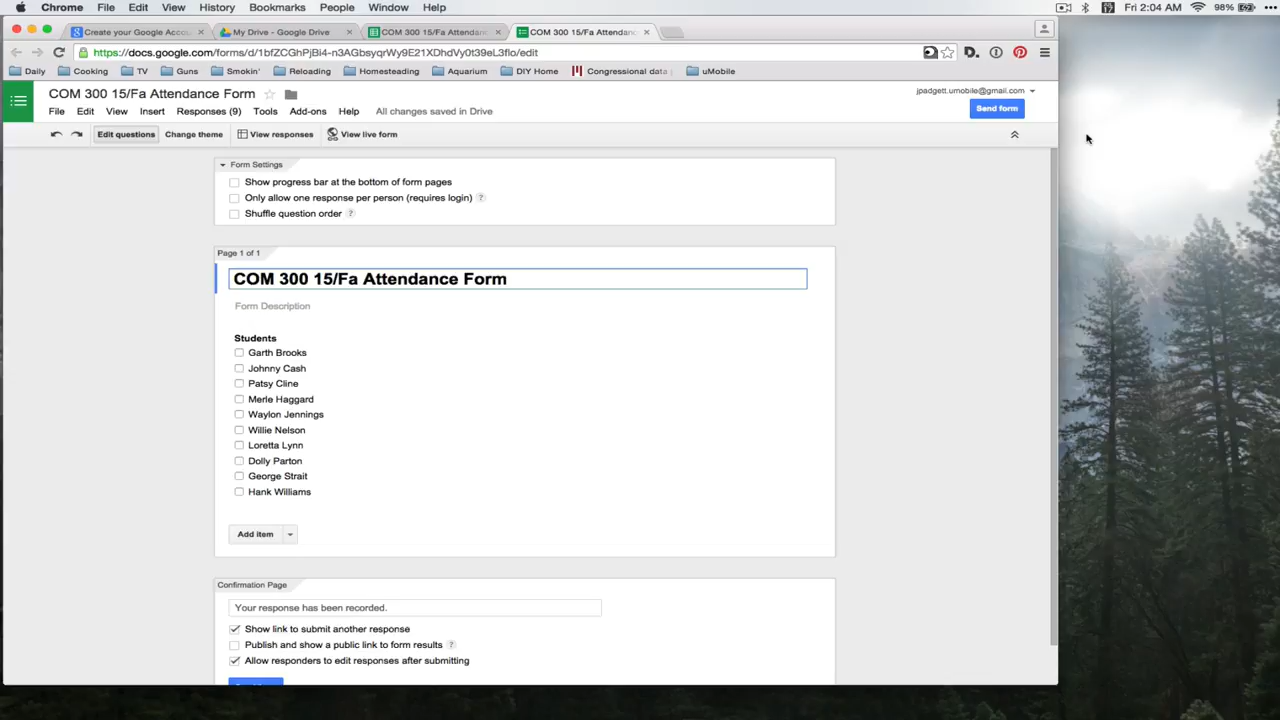 Chrome File Edit View History Bookmarks People Window Help Fri 2:04 AM 98%
Create your Google Accou My Drive - Google Drive COM 300 15/Fa Attendanc COM 300 15/Fa Attendanc
https://docs.google.com/forms/d/1bfZCGhPjBi4-n3AGbsyqrWy9E21XDhdVy0t39eL3flo/edit
Daily Cooking TV Guns Smokin' Reloading Homesteading Aquarium DIY Home Congressional data uMobile
COM 300 15/Fa Attendance Form
jpadgett.umobile@gmail.com
File Edit View Insert Responses (9) Tools Add-ons Help All changes saved in Drive
Send form
Edit questions Change theme View responses View live form
Form Settings
Show progress bar at the bottom of form pages
Only allow one response per person (requires login) ?
Shuffle question order ?
Page 1 of 1
COM 300 15/Fa Attendance Form
Form Description
Students
Garth Brooks
Johnny Cash
Patsy Cline
Merle Haggard
Waylon Jennings
Willie Nelson
Loretta Lynn
Dolly Parton
George Strait
Hank Williams
Add item
Confirmation Page
Your response has been recorded.
Show link to submit another response
Publish and show a public link to form results ?
Allow responders to edit responses after submitting